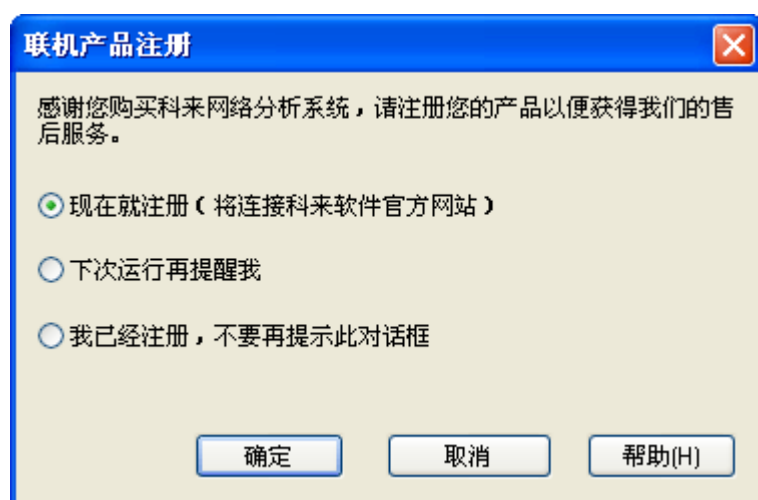 联机产品注册
感谢您购买科来网络分析系统，请注册您的产品以便获得我们的售
后服务。
现在就注册（将连接科来软件官方网站）
下次运行再提醒我
我已经注册，不要再提示此对话框
确定 取消 帮助(H)